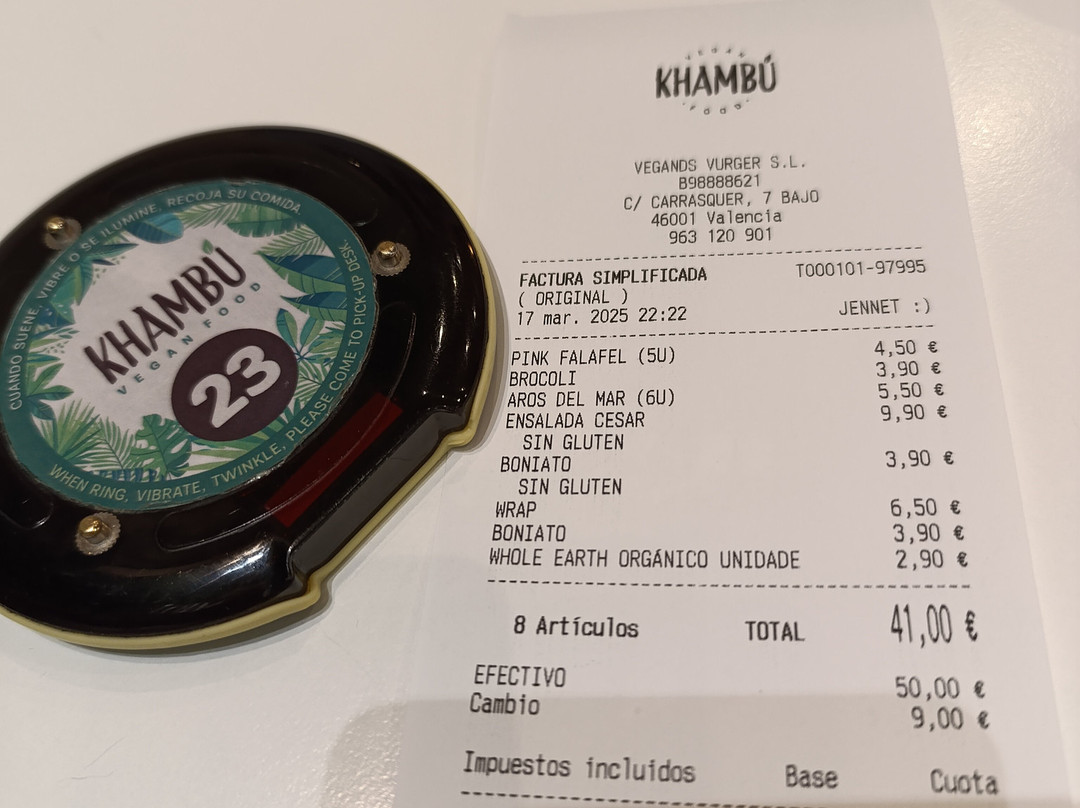 CUANDO SUENE, VIBRE O SE ILUMINE, RECOJA SU COMIDA.
KHAMBÚ
VEGAN FOOD
23
WHEN RING, VIBRATE, TWINKLE, PLEASE COME TO PICK-UP DESK.
VEGAN
KHAMBÚ
FOOD
VEGANDS VURGER S.L.
B98888621
C/ CARRASQUER, 7 BAJO
46001 Valencia
963 120 901
FACTURA SIMPLIFICADA T000101-97995
( ORIGINAL )
17 mar. 2025 22:22 JENNET :)
PINK FALAFEL (5U) 4,50 €
BROCOLI 3,90 €
AROS DEL MAR (6U) 5,50 €
ENSALADA CESAR 9,90 €
SIN GLUTEN
BONIATO 3,90 €
SIN GLUTEN
WRAP 6,50 €
BONIATO 3,90 €
WHOLE EARTH ORGÁNICO UNIDADE 2,90 €
8 Artículos TOTAL 41,00 €
EFECTIVO 50,00 €
Cambio 9,00 €
Impuestos incluidos Base Cuota